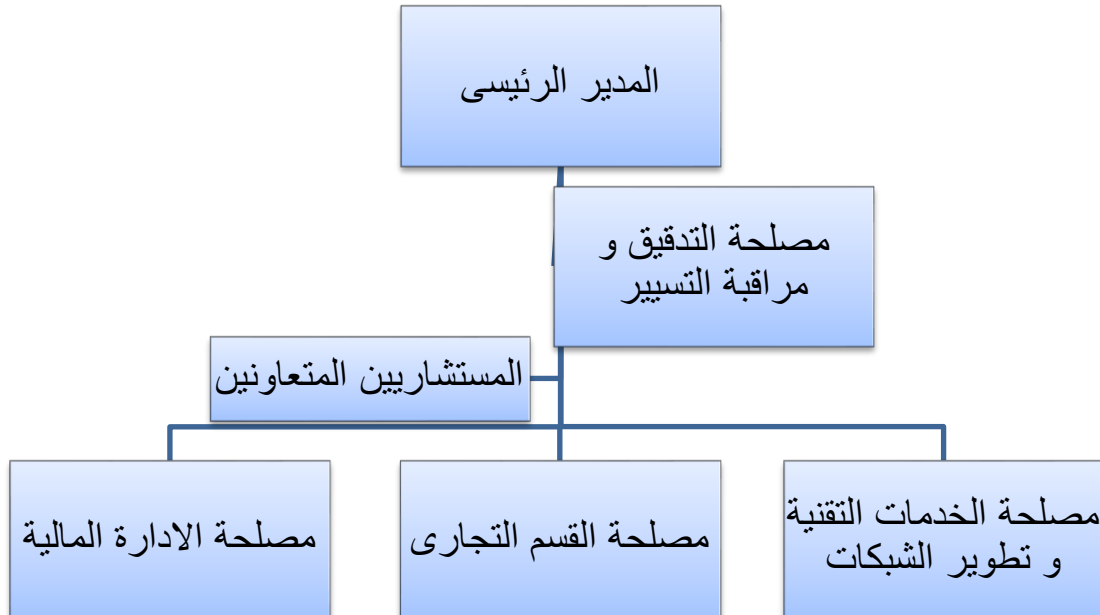 المدير الرئيسى
مصلحة التدقيق و
مراقبة التسيير
المستشاريين المتعاونين
مصلحة الخدمات التقنية
و تطوير الشبكات
مصلحة القسم التجارى
مصلحة الادارة المالية